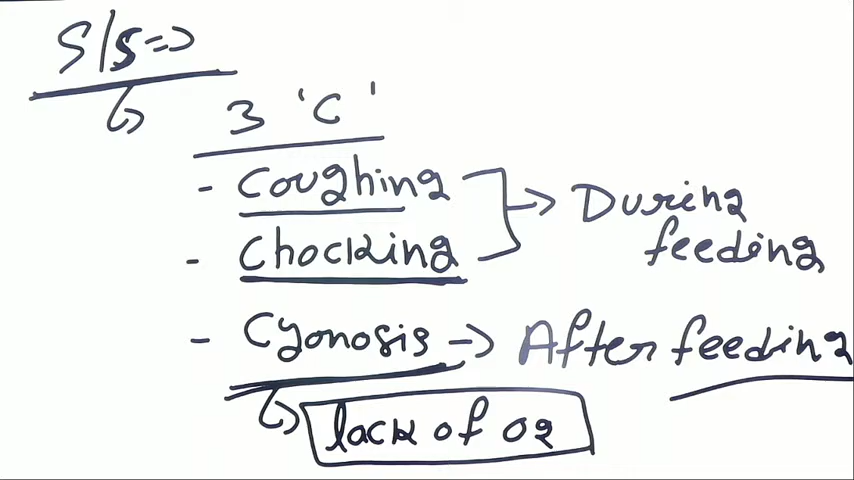 S/S=>
3 'C'
- Coughing
- Chocking
During
feeding
- Cyonosis -> After feeding
lack of O2